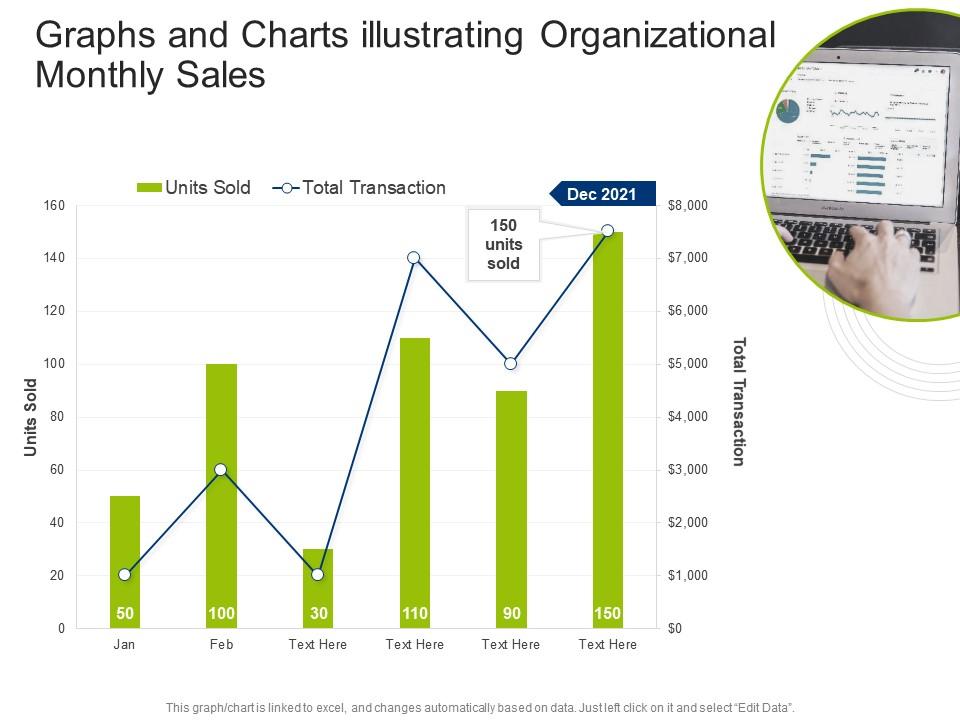 Graphs and Charts illustrating Organizational
Monthly Sales
Units Sold
Total Transaction
Dec 2021
150
units
sold
160
140
120
100
80
60
40
20
0
$8,000
$7,000
$6,000
$5,000
$4,000
$3,000
$2,000
$1,000
$0
Units Sold
Total Transaction
50
100
30
110
90
150
Jan
Feb
Text Here
Text Here
Text Here
Text Here
This graph/chart is linked to excel, and changes automatically based on data. Just left click on it and select “Edit Data”.